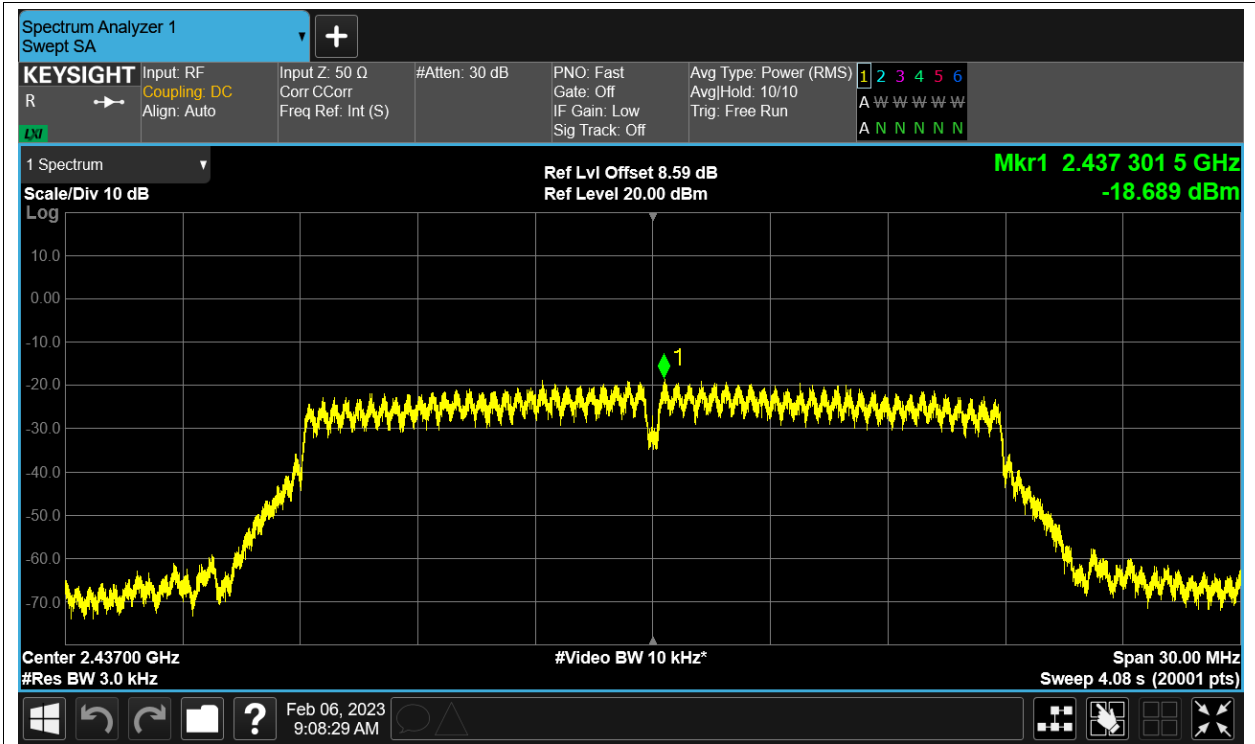 Spectrum Analyzer 1
Swept SA
+
KEYSIGHT
R
LXI
Input: RF
Coupling: DC
Align: Auto
Input Z: 50 Ω
Corr CCorr
Freq Ref: Int (S)
#Atten: 30 dB
PNO: Fast
Gate: Off
IF Gain: Low
Sig Track: Off
Avg Type: Power (RMS)
Avg|Hold: 10/10
Trig: Free Run
1 2 3 4 5 6
A W W W W W
A N N N N N
1 Spectrum
Scale/Div 10 dB
Ref Lvl Offset 8.59 dB
Ref Level 20.00 dBm
Mkr1 2.437 301 5 GHz
-18.689 dBm
Log
10.0
0.00
-10.0
-20.0
-30.0
-40.0
-50.0
-60.0
-70.0
1
Center 2.43700 GHz
#Video BW 10 kHz*
Span 30.00 MHz
#Res BW 3.0 kHz
Sweep 4.08 s (20001 pts)
?
Feb 06, 2023
9:08:29 AM